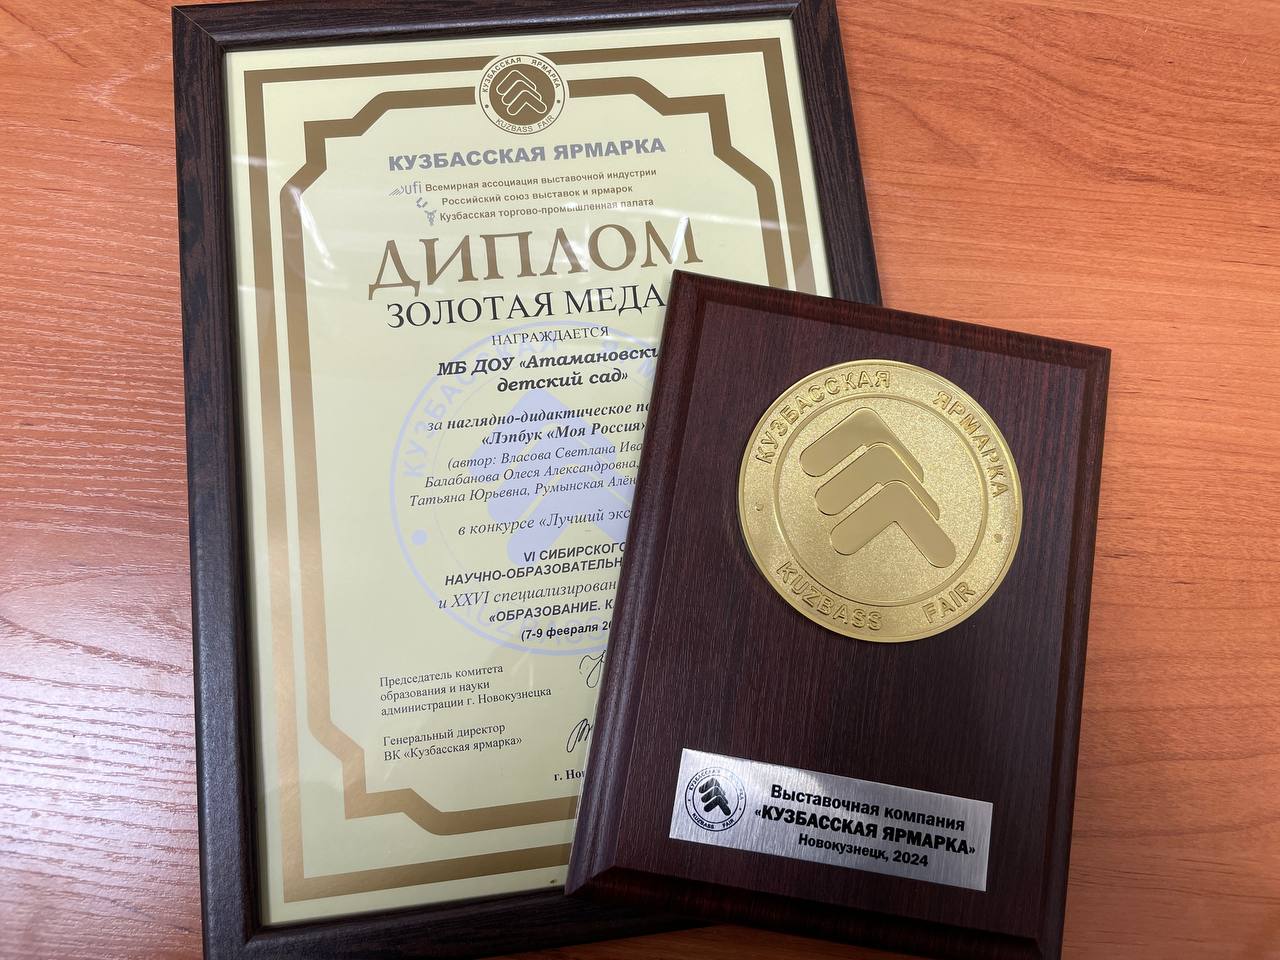 КУЗБАССКАЯ ЯРМАРКА
KUZBASS FAIR
КУЗБАССКАЯ ЯРМАРКА
ufi Всемирная ассоциация выставочной индустрии
Российский союз выставок и ярмарок
Кузбасская торгово-промышленная палата
ДИПЛОМ
ЗОЛОТАЯ МЕДА
НАГРАЖДАЕТСЯ
МБ ДОУ «Атамановски
детский сад»
за наглядно-дидактическое по
«Лэпбук «Моя Россия»
(автор: Власова Светлана Ива
Балабанова Олеся Александровна,
Татьяна Юрьевна, Румынская Алён
в конкурсе «Лучший экс
VI СИБИРСКОГО
НАУЧНО-ОБРАЗОВАТЕЛЬН
и XXVI специализирован
«ОБРАЗОВАНИЕ. К
(7-9 февраля 20
Председатель комитета
образования и науки
администрации г. Новокузнецка
Генеральный директор
ВК «Кузбасская ярмарка»
г. Нов
КУЗБАССКАЯ ЯРМАРКА
KUZBASS FAIR
КУЗБАССКАЯ ЯРМАРКА
KUZBASS FAIR
Выставочная компания
«КУЗБАССКАЯ ЯРМАРКА»
Новокузнецк, 2024